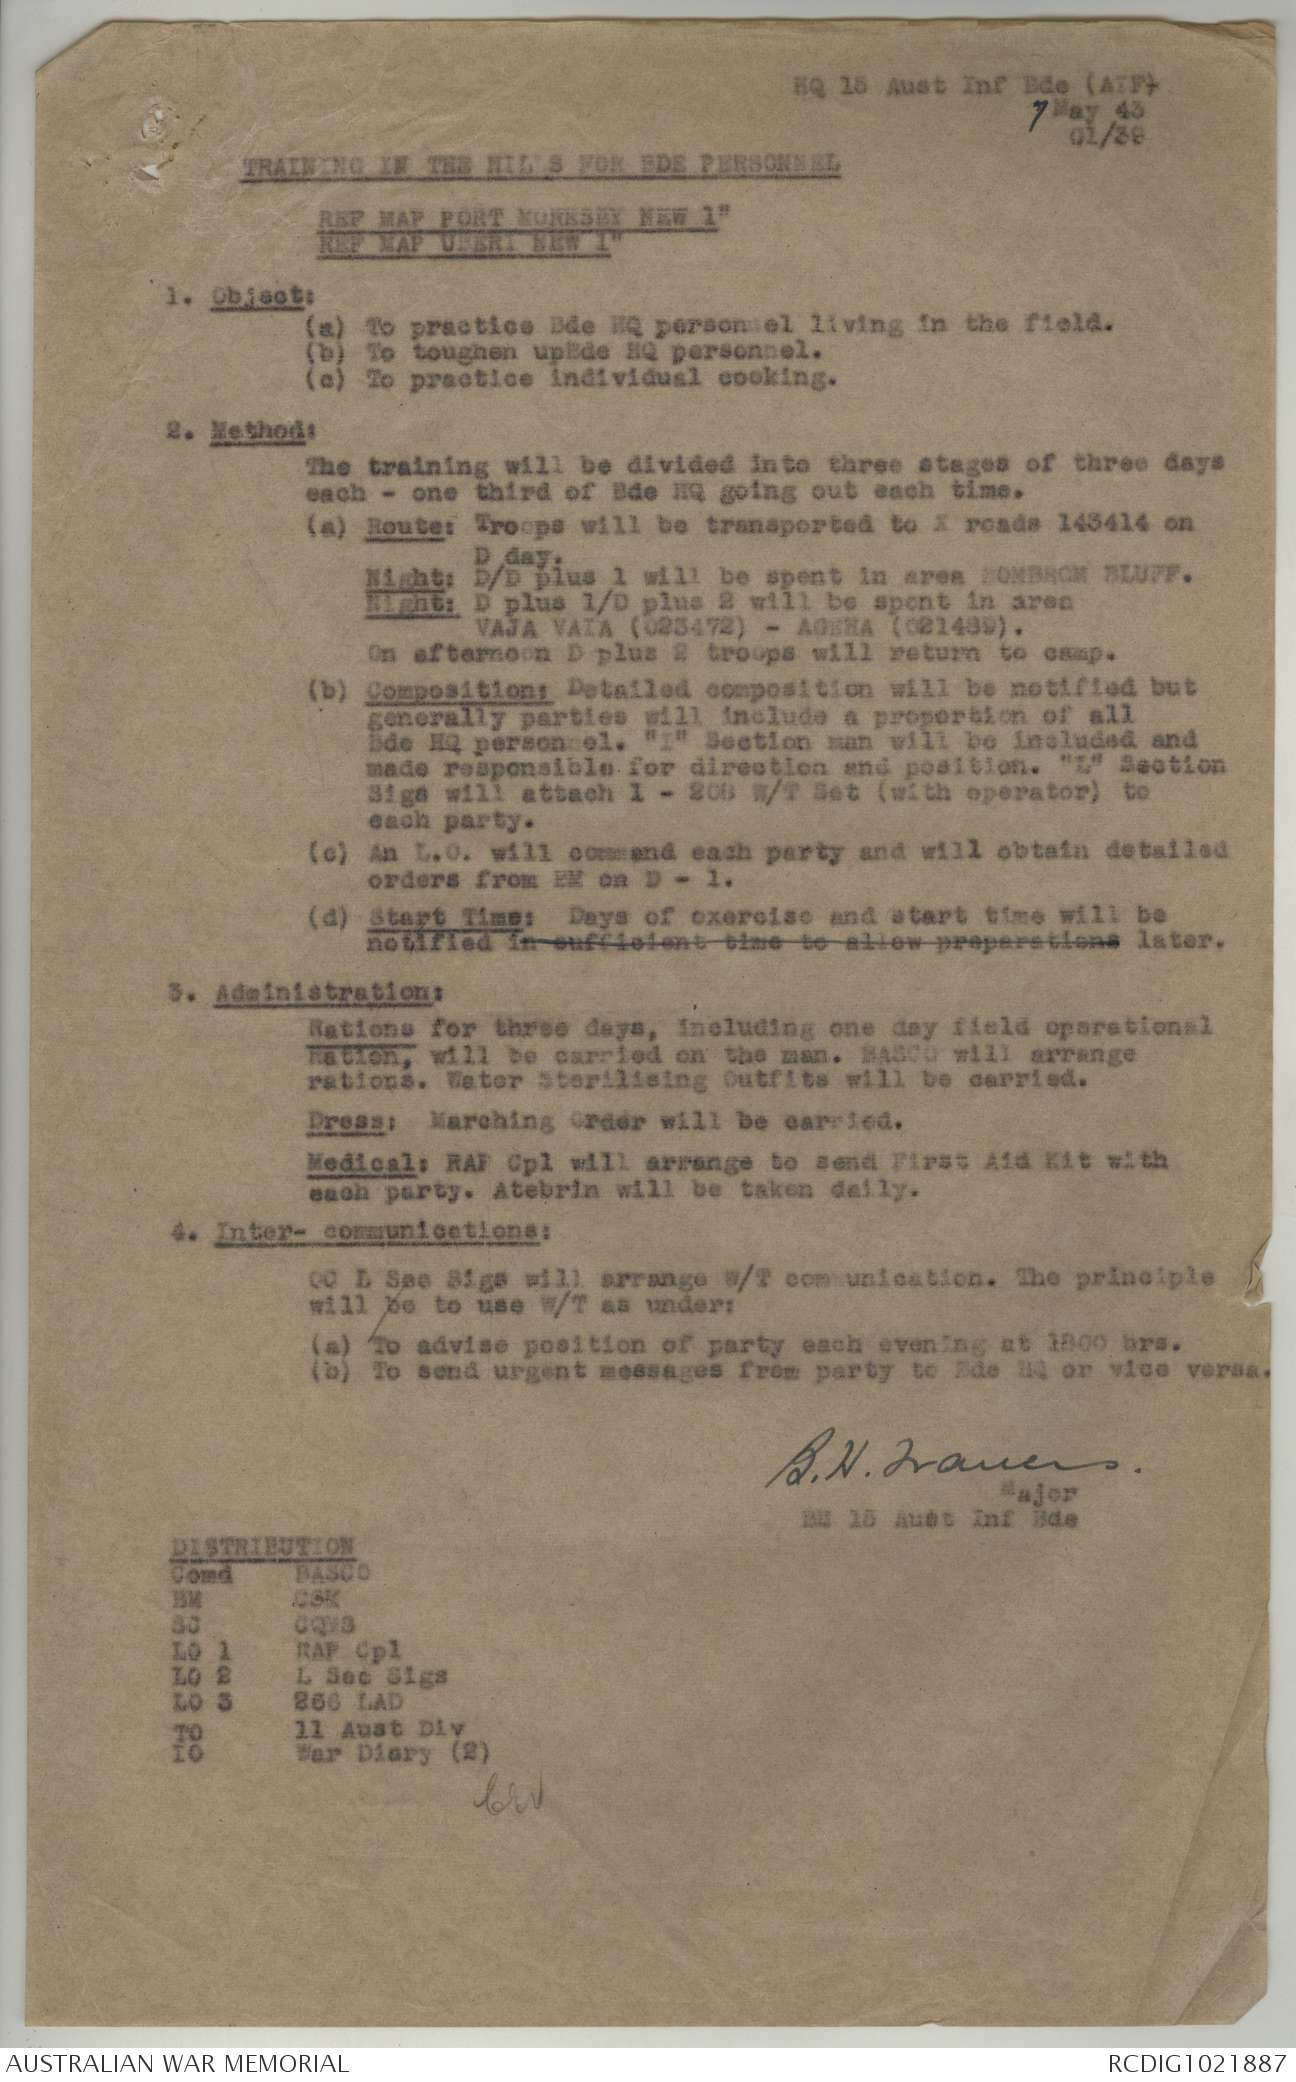 HQ 15 Aust Inf Bde (AIF)
7 May 43
G1/39
TRAINING IN THE HILLS FOR BDE PERSONNEL
REF MAP PORT MORESBY NEW 1"
REF MAP UBERI NEW 1"
1. Object:
(a) To practice Bde HQ personnel living in the field.
(b) To toughen upBde HQ personnel.
(c) To practice individual cooking.
2. Method:
The training will be divided into three stages of three days
each - one third of Bde HQ going out each time.
(a) Route: Troops will be transported to X roads 143414 on
D day.
Night: D/D plus 1 will be spent in area HOMBROM BLUFF.
Night: D plus 1/D plus 2 will be spent in area
VAJA VAIA (023472) - AGEHA (021489).
On afternoon D plus 2 troops will return to camp.
(b) Composition: Detailed composition will be notified but
generally parties will include a proportion of all
Bde HQ personnel. "I" Section man will be included and
made responsible for direction and position. "L" Section
Sigs will attach 1 - 208 W/T Set (with operator) to
each party.
(c) An L.O. will command each party and will obtain detailed
orders from BM on D - 1.
(d) Start Time: Days of exercise and start time will be
notified in sufficient time to allow preparations later.
3. Administration:
Rations for three days, including one day field operational
Ration, will be carried on the man. BASCO will arrange
rations. Water Sterilising Outfits will be carried.
Dress: Marching Order will be carried.
Medical: RAP Cpl will arrange to send First Aid Kit with
each party. Atebrin will be taken daily.
4. Inter- communications:
OC L Sec Sigs will arrange W/T communication. The principle
will be to use W/T as under:
(a) To advise position of party each evening at 1800 hrs.
(b) To send urgent messages from party to Bde HQ or vice versa.
B.H. Travers.
Major
BM 15 Aust Inf Bde
DISTRIBUTION
Comd BASCO
BM CSM
SC CQMS
LO 1 RAP Cpl
LO 2 L Sec Sigs
LO 3 266 LAD
TO 11 Aust Div
IO War Diary (2)
AUSTRALIAN WAR MEMORIAL
RCDIG1021887